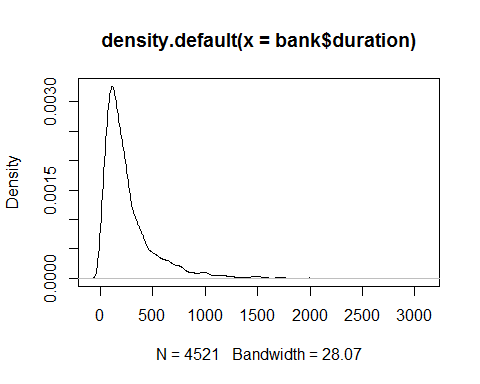 density.default(x = bank$duration)
Density
0.0030
0.0015
0.0000
0 500 1000 1500 2000 2500 3000
N = 4521 Bandwidth = 28.07